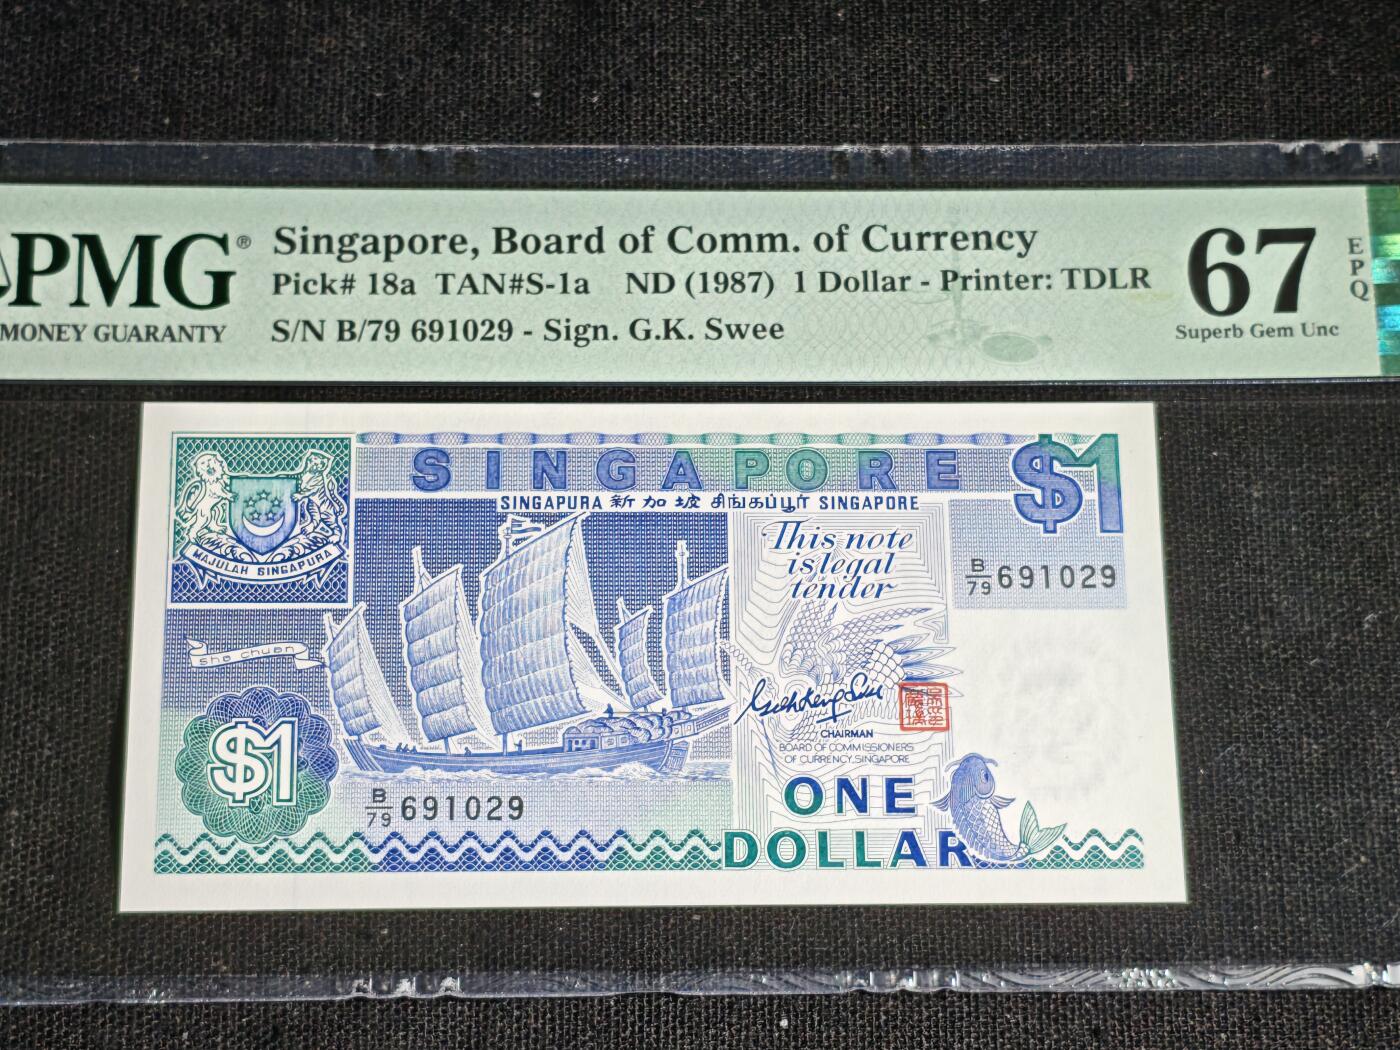 PMG®
MONEY GUARANTY
Singapore, Board of Comm. of Currency
Pick# 18a TAN#S-1a ND (1987) 1 Dollar - Printer: TDLR
S/N B/79 691029 - Sign. G.K. Swee
67
EPQ
Superb Gem Unc
SINGAPORE
$1
SINGAPURA 新加坡 சிங்கப்பூர் SINGAPORE
MAJULAH SINGAPURA
This note
is legal
tender
B/79 691029
sha chuan
$1
CHAIRMAN
BOARD OF COMMISSIONERS
OF CURRENCY, SINGAPORE
B/79 691029
ONE
DOLLAR